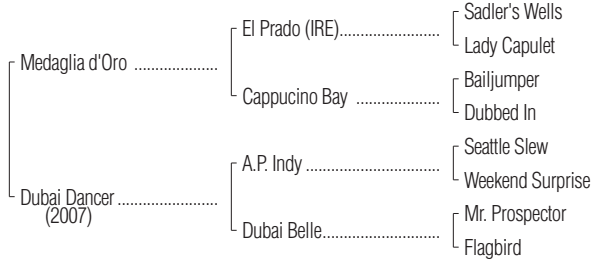 Sadler's Wells
El Prado (IRE)........................
Lady Capulet
Medaglia d'Oro ....................
Bailjumper
Cappucino Bay ....................
Dubbed In
Seattle Slew
A.P. Indy ................................
Weekend Surprise
Dubai Dancer ........................
(2007)
Mr. Prospector
Dubai Belle............................
Flagbird